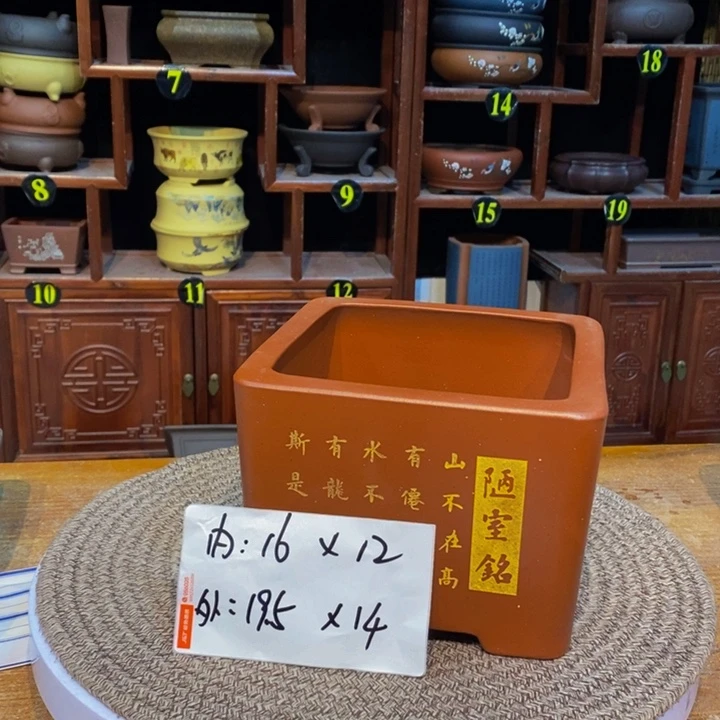 7
18
14
8
9
15
19
10
11
12
陋室銘
山不在高
有僊
水不
有龍
斯是
内:16 x 12
外:19.5 x 14
J&T